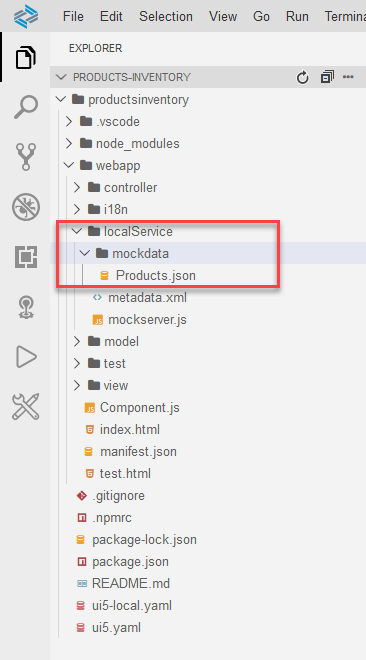 File Edit Selection View Go Run Termina
EXPLORER
PRODUCTS-INVENTORY
productsinventory
.vscode
node_modules
webapp
controller
i18n
localService
mockdata
Products.json
metadata.xml
mockserver.js
model
test
view
Component.js
index.html
manifest.json
test.html
.gitignore
.npmrc
package-lock.json
package.json
README.md
ui5-local.yaml
ui5.yaml